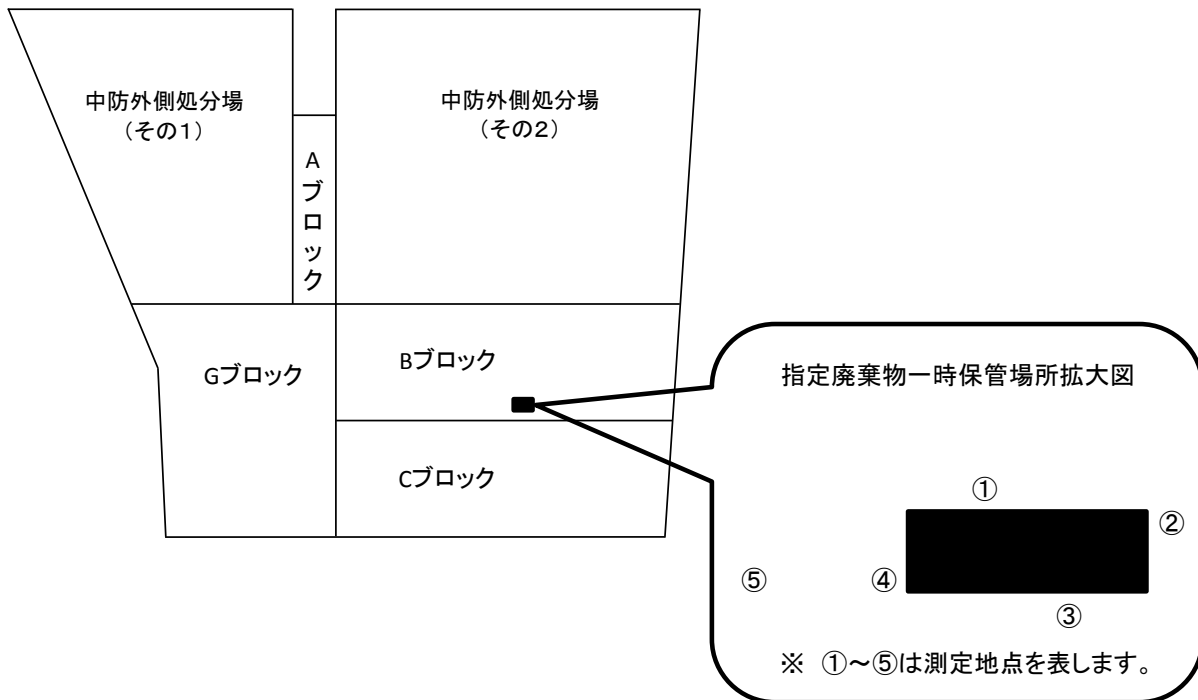 中防外側処分場
（その１）
中防外側処分場
（その２）
Aブロック
Gブロック
Bブロック
Cブロック
指定廃棄物一時保管場所拡大図
①
②
⑤
④
③
※ ①～⑤は測定地点を表します。